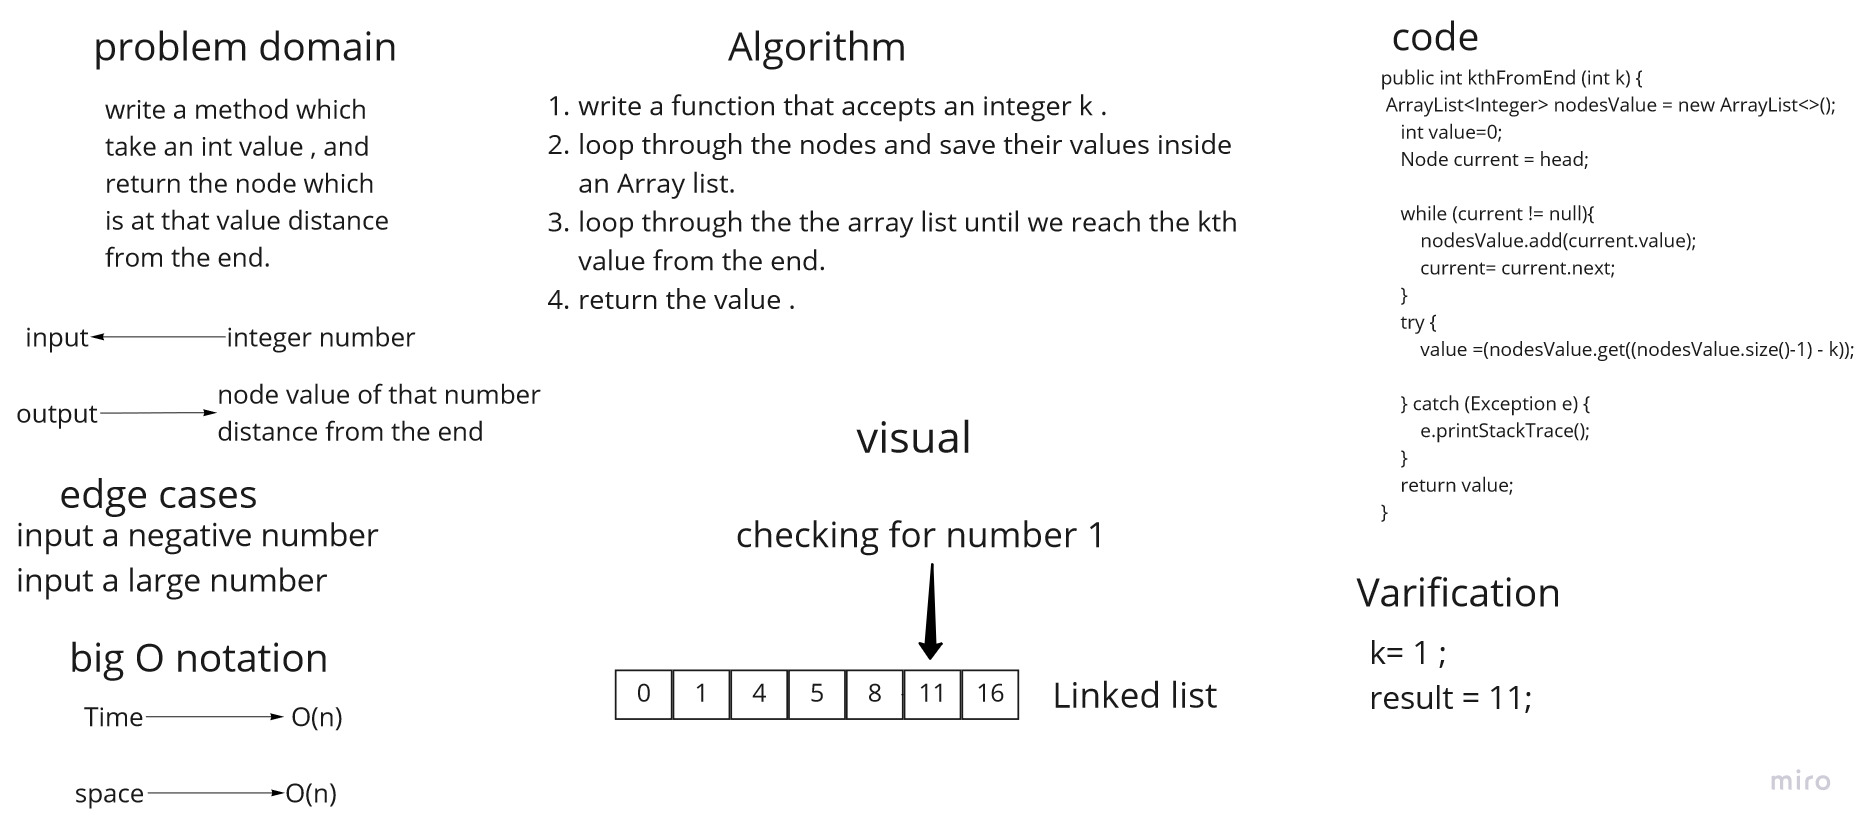 problem domain
write a method which
take an int value , and
return the node which
is at that value distance
from the end.
input
integer number
output
node value of that number
distance from the end
edge cases
input a negative number
input a large number
big O notation
Time
O(n)
space
O(n)
Algorithm
1. write a function that accepts an integer k .
2. loop through the nodes and save their values inside
an Array list.
3. loop through the the array list until we reach the kth
value from the end.
4. return the value .
visual
checking for number 1
0 1 4 5 8 11 16
Linked list
code
public int kthFromEnd (int k) {
ArrayList<Integer> nodesValue = new ArrayList<>();
int value=0;
Node current = head;
while (current != null){
nodesValue.add(current.value);
current= current.next;
}
try {
value =(nodesValue.get((nodesValue.size()-1) - k));
} catch (Exception e) {
e.printStackTrace();
}
return value;
}
Varification
k= 1 ;
result = 11;
miro